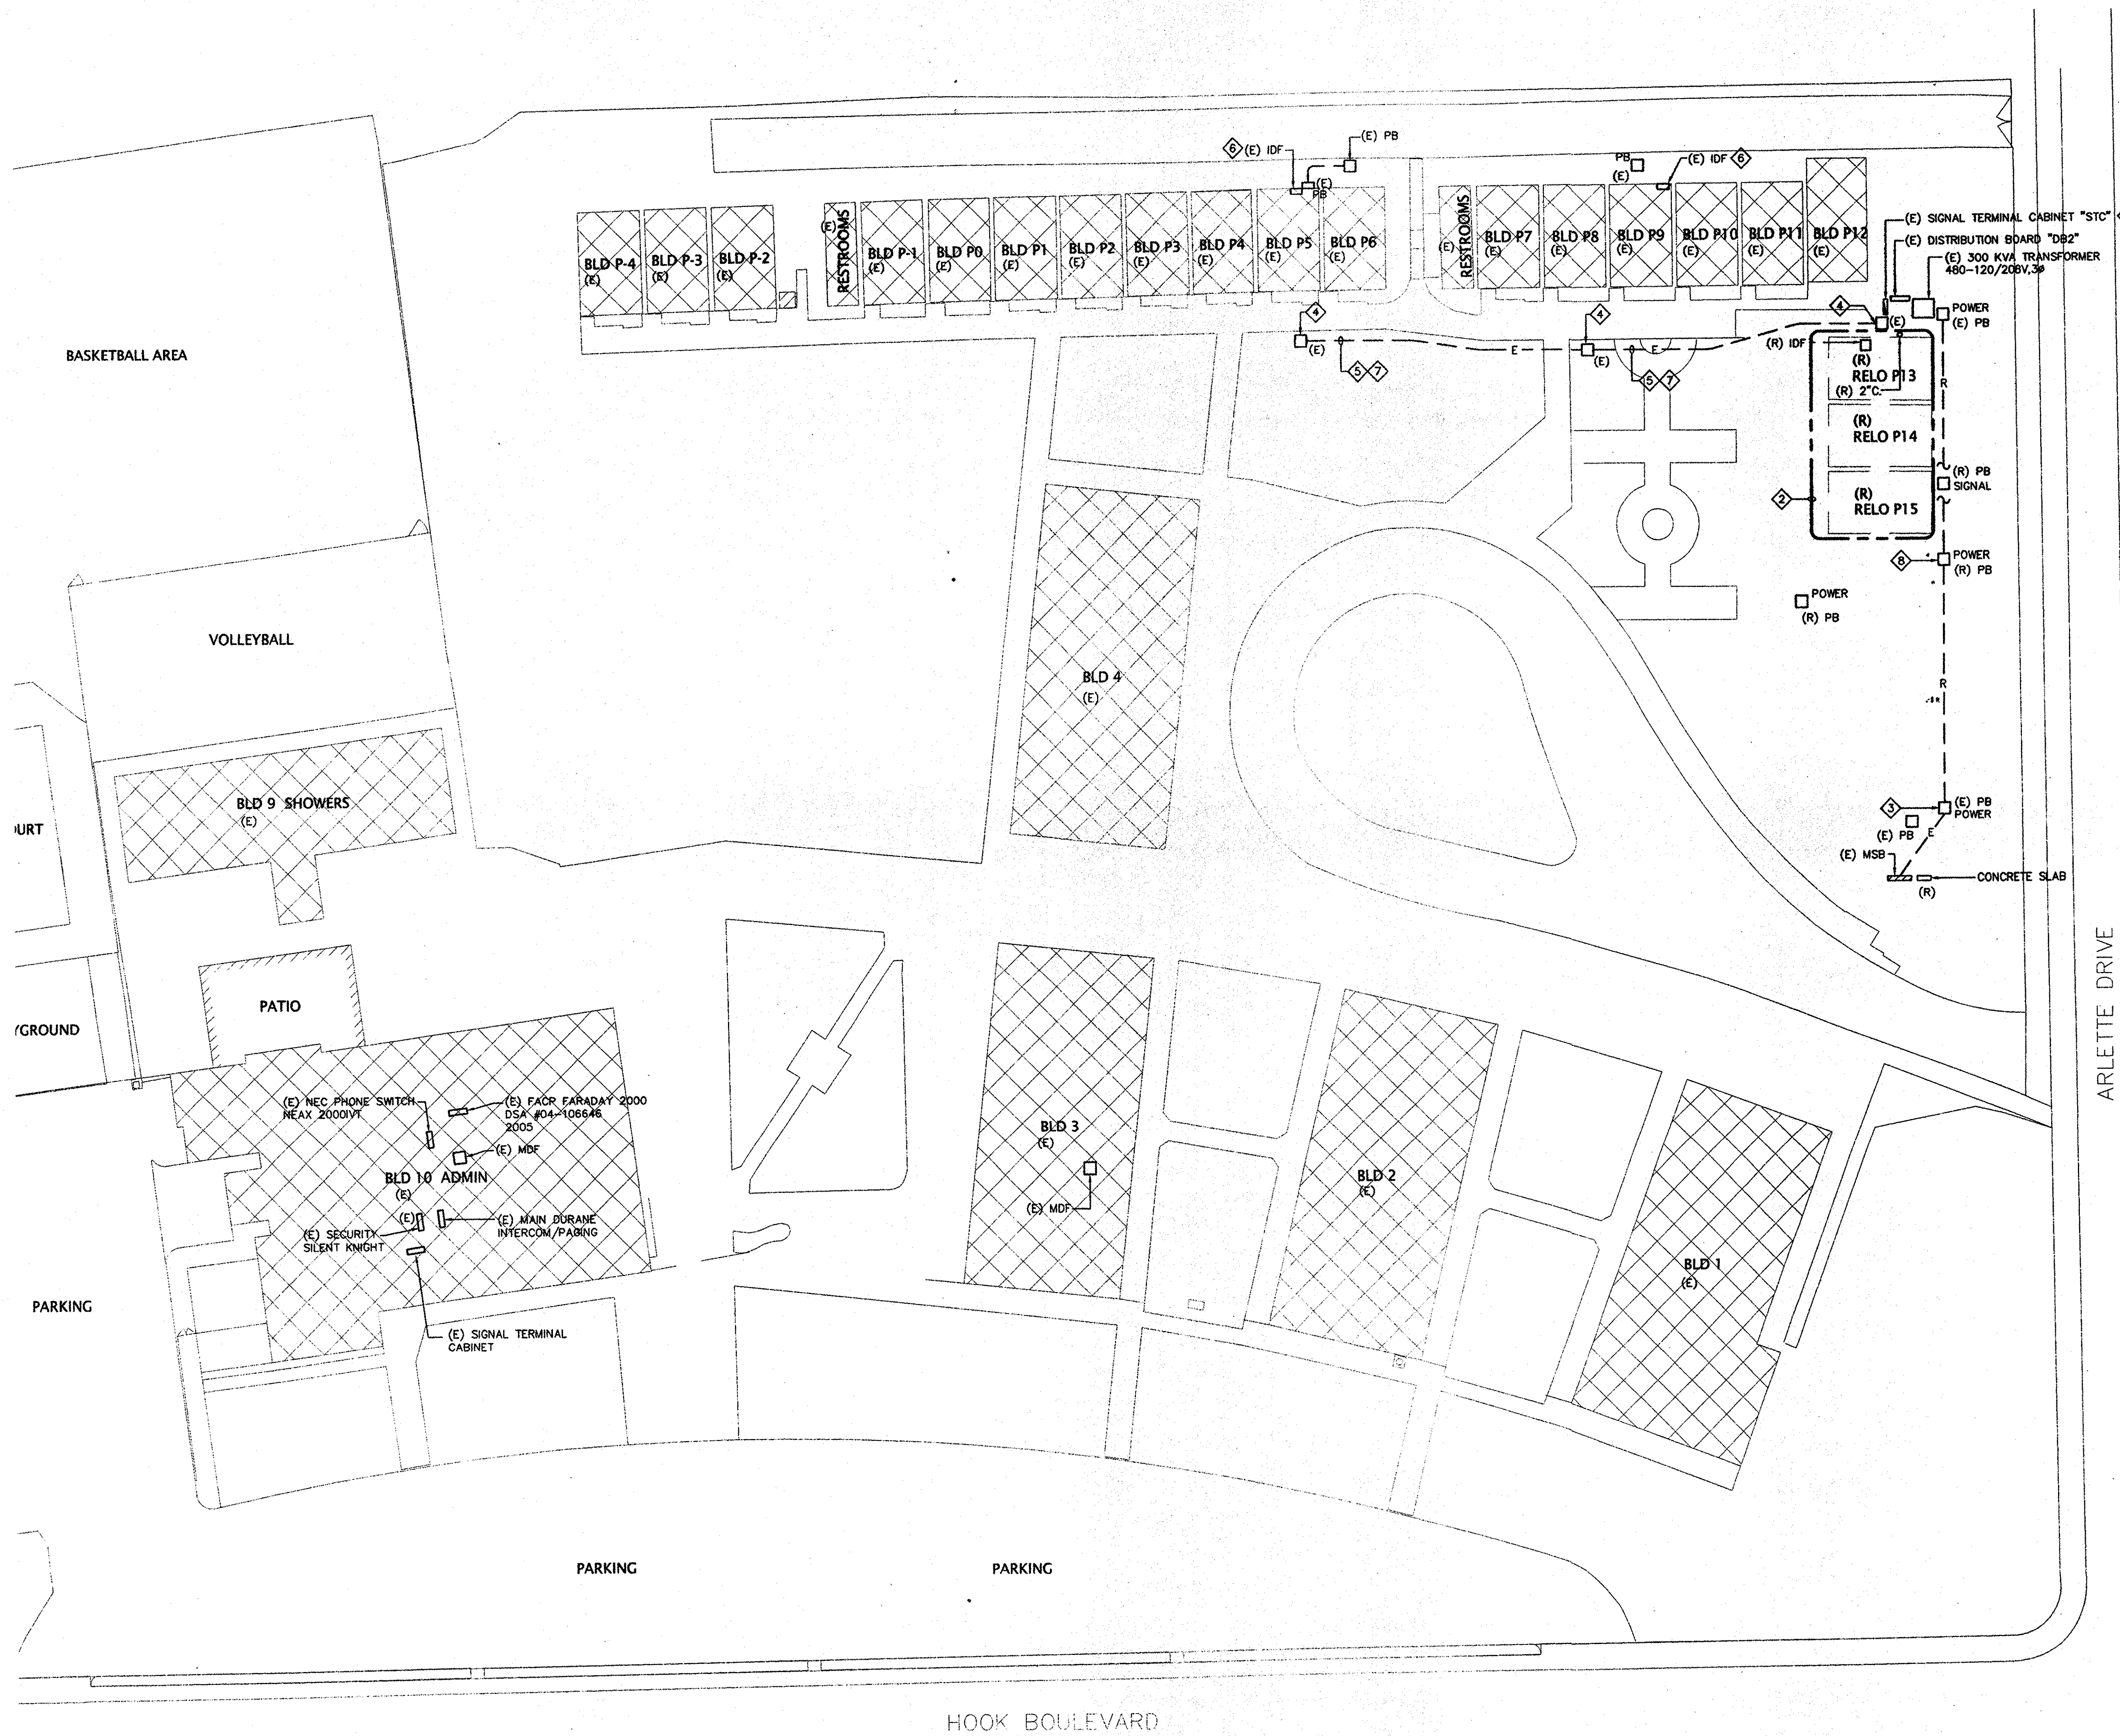 (E) PB
6
(E) IDF
(E)
PB
PB
(E)
(E) IDF
6
(E) SIGNAL TERMINAL CABINET "STC"
(E) DISTRIBUTION BOARD "DB2"
(E) 300 KVA TRANSFORMER
480-120/208V,3ø
BLD P-4
(E)
BLD P-3
(E)
BLD P-2
(E)
(E)
RESTROOMS
BLD P-1
(E)
BLD P0
(E)
BLD P1
(E)
BLD P2
(E)
BLD P3
(E)
BLD P4
(E)
BLD P5
(E)
BLD P6
(E)
(E)
RESTROOMS
BLD P7
(E)
BLD P8
(E)
BLD P9
(E)
BLD P10
(E)
BLD P11
(E)
BLD P12
(E)
4
(E)
4
(E)
4
(E)
POWER
(E) PB
E
E
5 7
5 7
(R) IDF
(R)
RELO P13
(R) 2"C.
R
(R)
RELO P14
(R) PB
SIGNAL
(R)
RELO P15
2
8
POWER
(R) PB
POWER
(R) PB
R
3
(E) PB
POWER
(E) PB
E
(E) MSB
CONCRETE SLAB
(R)
BASKETBALL AREA
VOLLEYBALL
BLD 4
(E)
BLD 9 SHOWERS
(E)
URT
PATIO
YGROUND
ARLETTE DRIVE
(E) NEC PHONE SWITCH
NEAX 2000IVT
(E) FACP FARADAY 2000
DSA #04-106646
2005
(E) MDF
BLD 10 ADMIN
(E)
(E)
(E) SECURITY
SILENT KNIGHT
(E) MAIN DURANE
INTERCOM/PAGING
(E) SIGNAL TERMINAL
CABINET
BLD 3
(E)
(E) MDF
BLD 2
(E)
BLD 1
(E)
PARKING
PARKING
PARKING
HOOK BOULEVARD